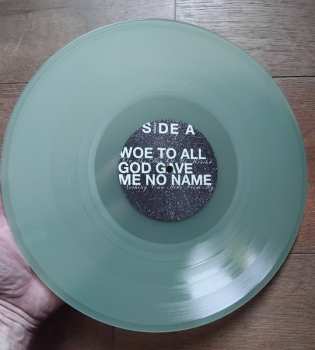 SIDE A
WOE TO ALL
GOD GAVE
ME NO NAME